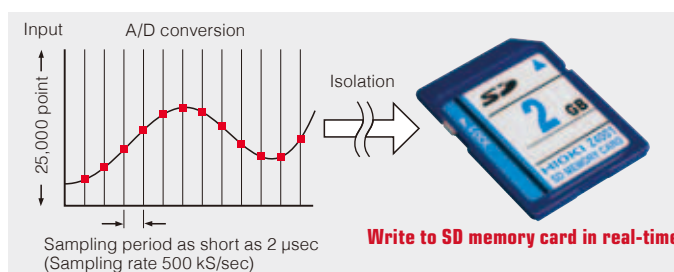 Input
A/D conversion
25,000 point
Isolation
Sampling period as short as 2 μsec
(Sampling rate 500 kS/sec)
SD
2
GB
LOCK
HIOKI Z4001
SD MEMORY CARD
Write to SD memory card in real-time